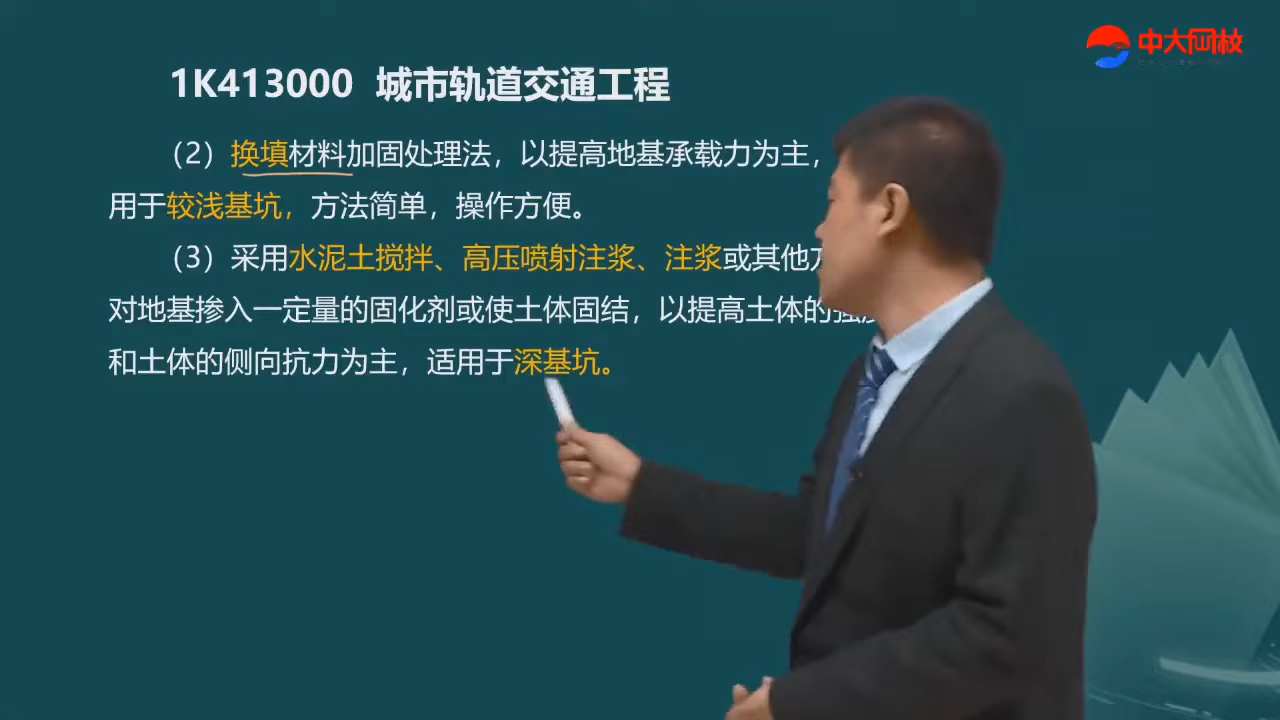 中大网校
1K413000 城市轨道交通工程
（2）换填材料加固处理法，以提高地基承载力为主，
用于较浅基坑，方法简单，操作方便。
（3）采用水泥土搅拌、高压喷射注浆、注浆或其他
对地基掺入一定量的固化剂或使土体固结，以提高土体的
和土体的侧向抗力为主，适用于深基坑。